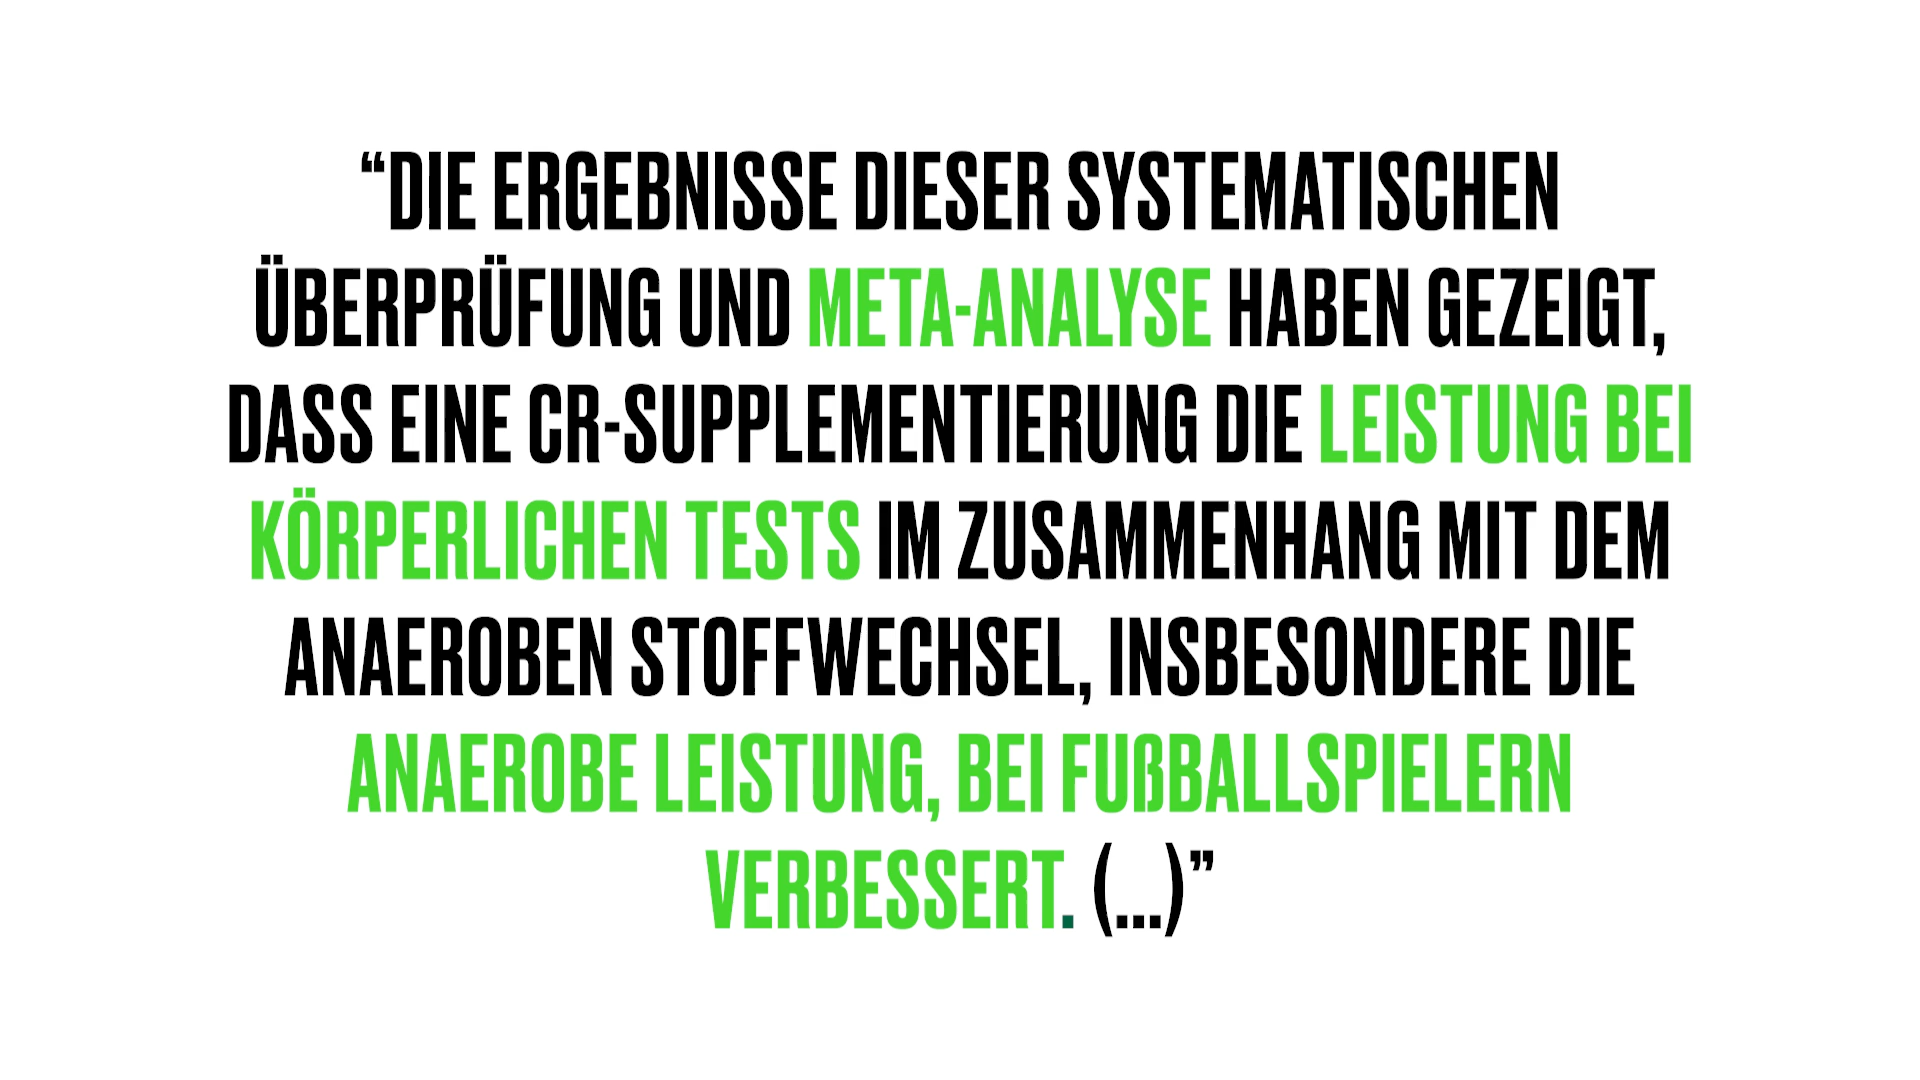 “DIE ERGEBNISSE DIESER SYSTEMATISCHEN
ÜBERPRÜFUNG UND META-ANALYSE HABEN GEZEIGT,
DASS EINE CR-SUPPLEMENTIERUNG DIE LEISTUNG BEI
KÖRPERLICHEN TESTS IM ZUSAMMENHANG MIT DEM
ANAEROBEN STOFFWECHSEL, INSBESONDERE DIE
ANAEROBE LEISTUNG, BEI FUßBALLSPIELERN
VERBESSERT. (...)”